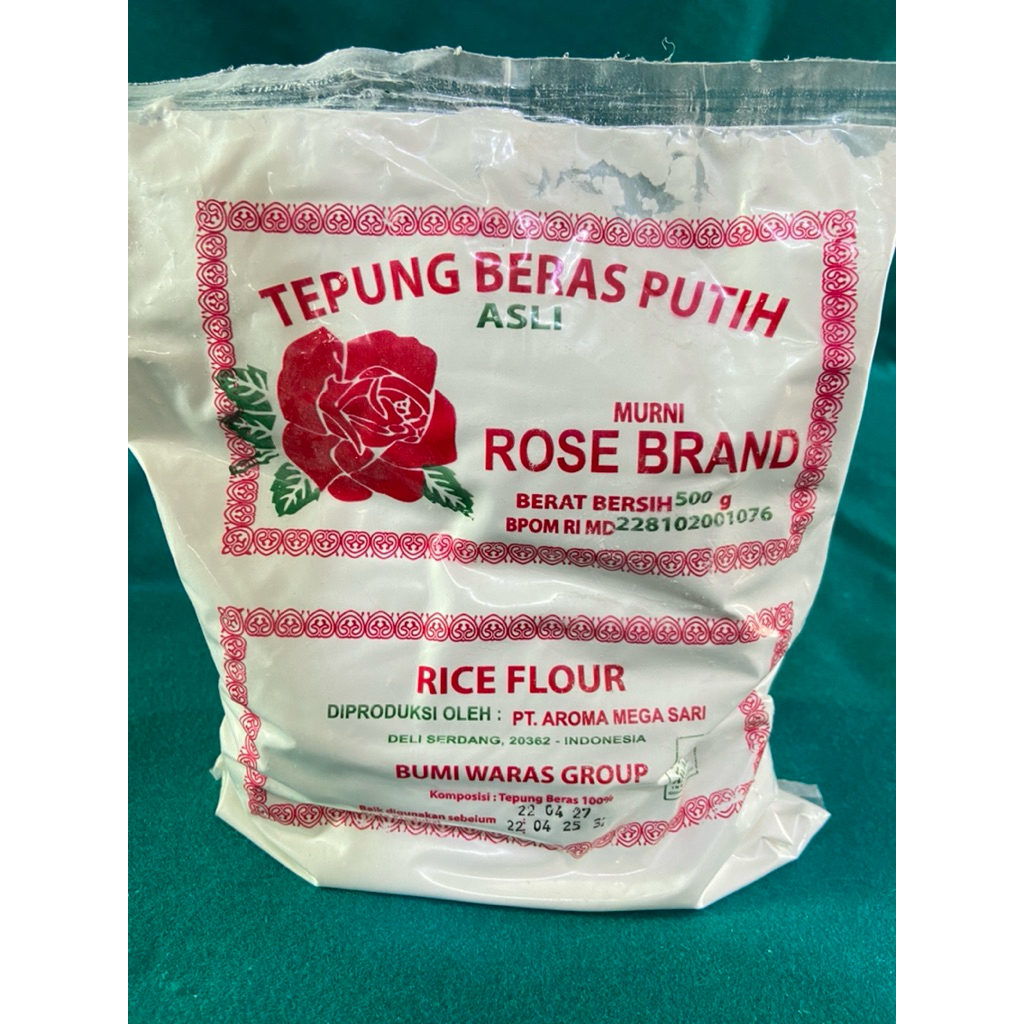 TEPUNG BERAS PUTIH
ASLI
MURNI
ROSE BRAND
BERAT BERSIH 500 g
BPOM RI MD 228102001076
RICE FLOUR
DIPRODUKSI OLEH : PT. AROMA MEGA SARI
DELI SERDANG, 20362 - INDONESIA
BUMI WARAS GROUP
Komposisi : Tepung Beras 100%
22 04 27
Baik digunakan sebelum 22 04 25